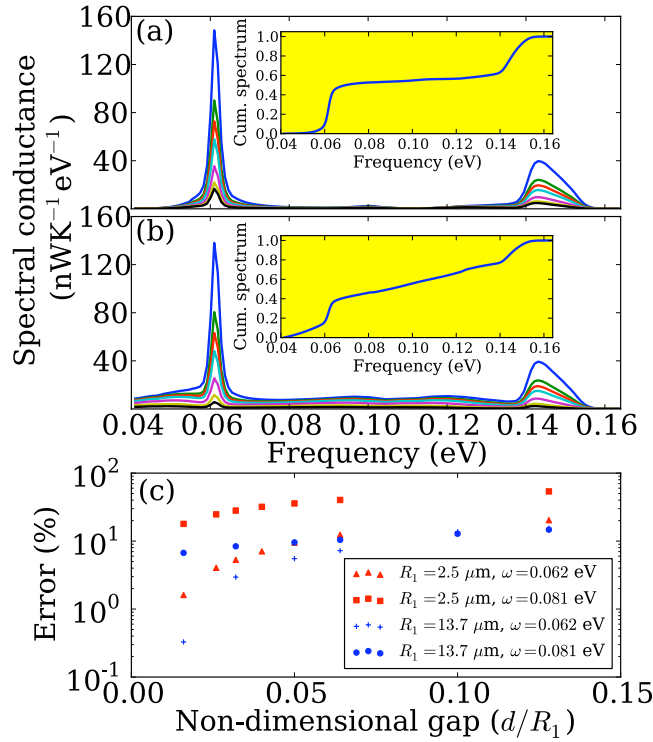 Spectral conductance
(nWK⁻¹eV⁻¹)
(a)
160
120
80
40
160
Cum. spectrum
1.0
0.8
0.6
0.4
0.2
0.0
0.04 0.06 0.08 0.10 0.12 0.14 0.16
Frequency (eV)
(b)
120
80
40
Cum. spectrum
1.0
0.8
0.6
0.4
0.2
0.0
0.04 0.06 0.08 0.10 0.12 0.14 0.16
Frequency (eV)
0.04 0.06 0.08 0.10 0.12 0.14 0.16
Frequency (eV)
(c)
Error (%)
10²
10¹
10⁰
10⁻¹
R₁ = 2.5 μm, ω = 0.062 eV
R₁ = 2.5 μm, ω = 0.081 eV
R₁ = 13.7 μm, ω = 0.062 eV
R₁ = 13.7 μm, ω = 0.081 eV
0.00 0.05 0.10 0.15
Non-dimensional gap (d/R₁)